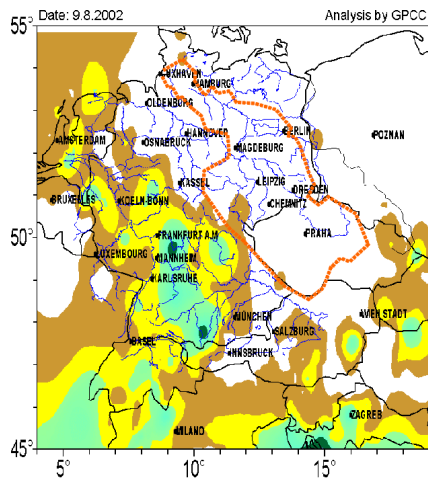 Date: 9.8.2002 Analysis by GPCC
55°
CUXHAVEN
HAMBURG
OLDENBURG
HANNOVER
BERLIN
AMSTERDAM
OSNABRUCK
MAGDEBURG
POZNAN
KASSEL
LEIPZIG
DRESDEN
BRUXELLES
KOELN-BONN
CHEMNITZ
50°
FRANKFURT A.M
PRAHA
LUXEMBOURG
MANNHEIM
KARLSRUHE
MÜNCHEN
WIEN STADT
BASEL
SALZBURG
INNSBRUCK
ZAGREB
MILANO
45°
5° 10° 15°